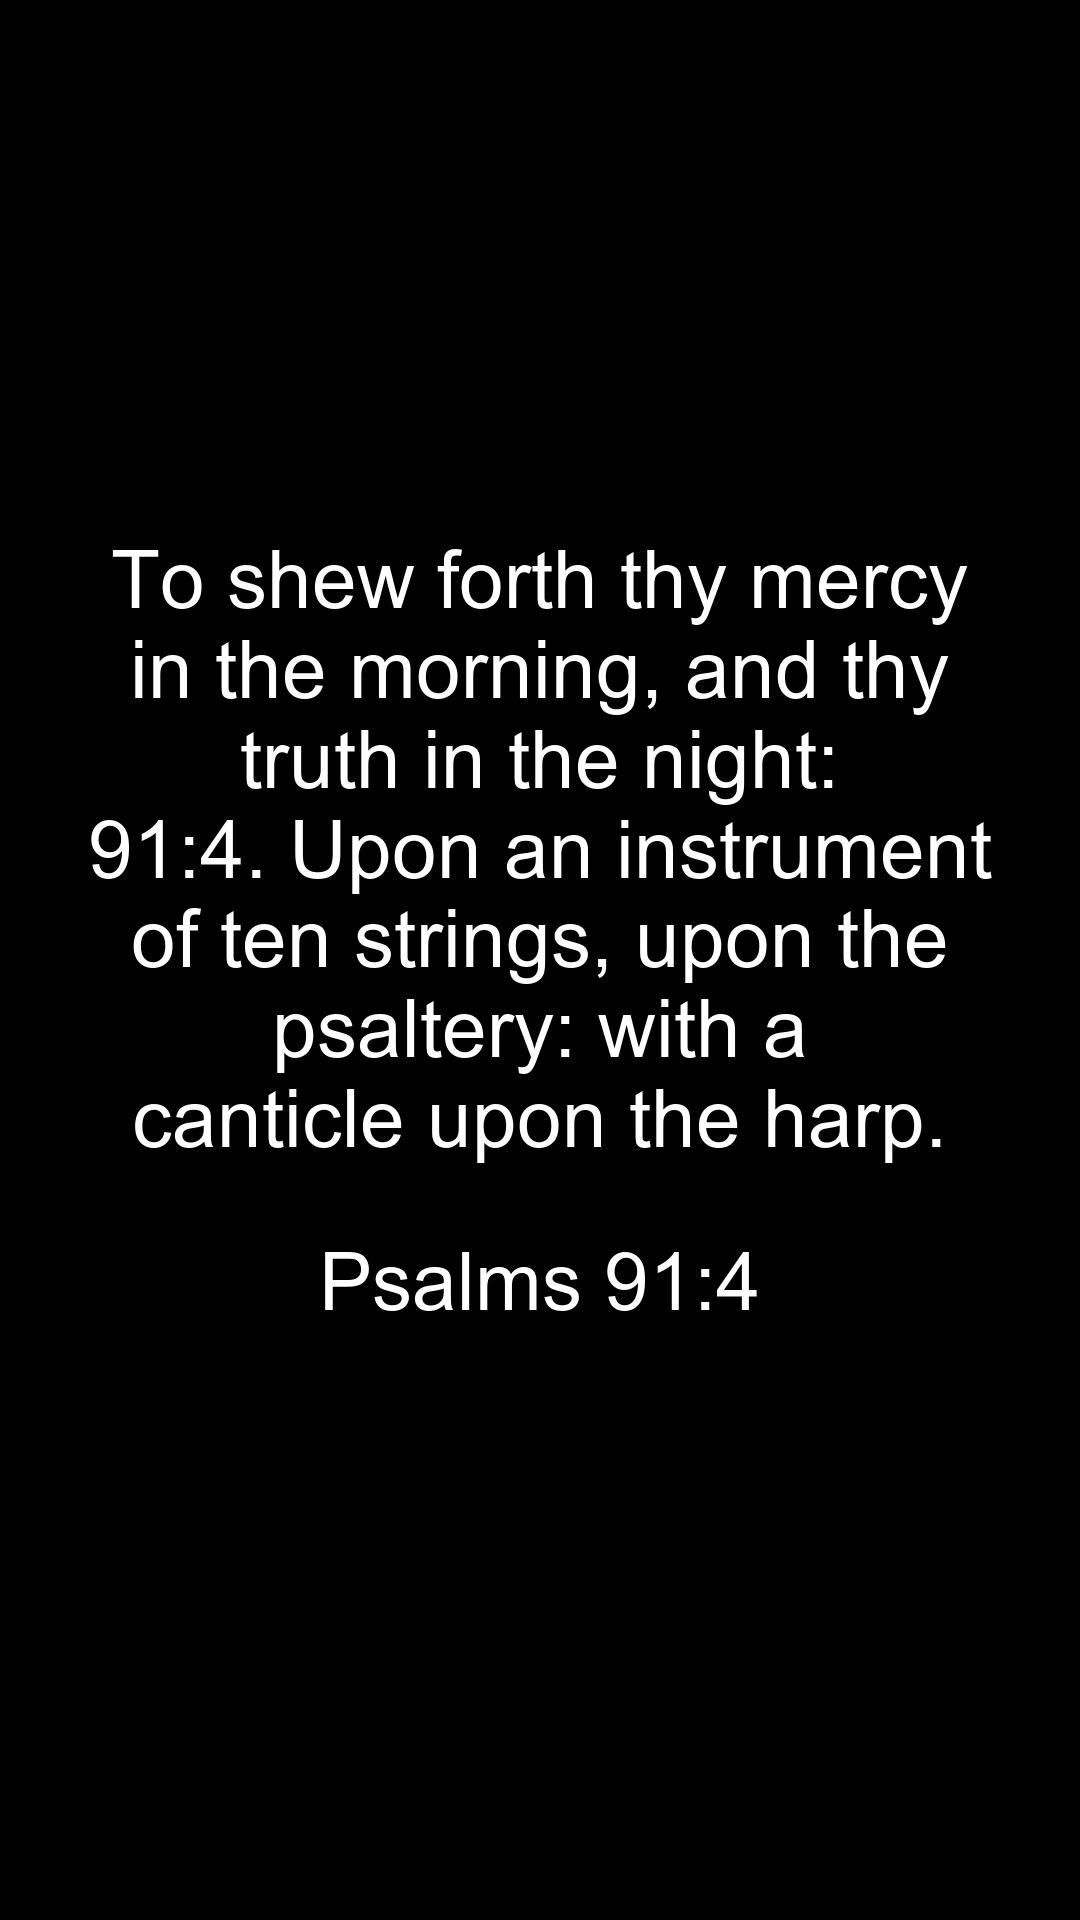 To shew forth thy mercy
in the morning, and thy
truth in the night:
91:4. Upon an instrument
of ten strings, upon the
psaltery: with a
canticle upon the harp.
Psalms 91:4